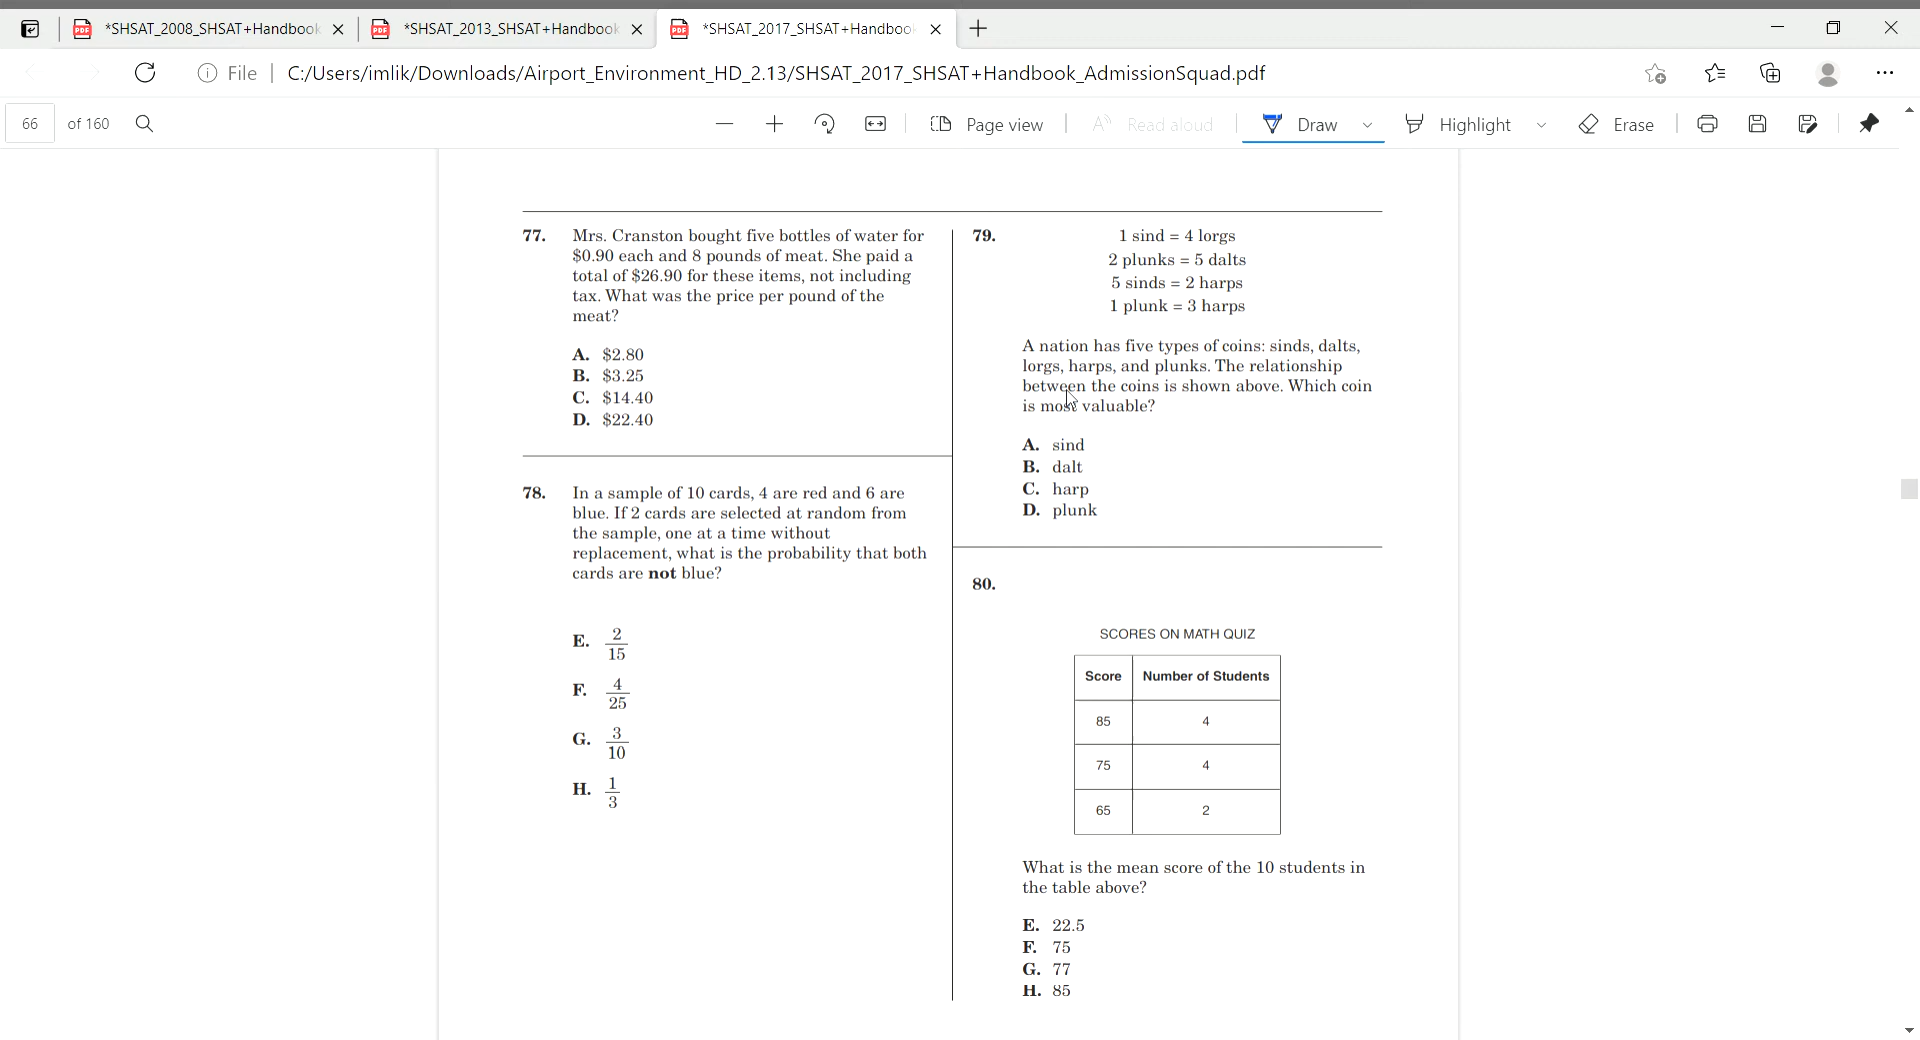 *SHSAT_2008_SHSAT+Handbook
*SHSAT_2013_SHSAT+Handbook
*SHSAT_2017_SHSAT+Handboo
File
C:/Users/imlik/Downloads/Airport_Environment_HD_2.13/SHSAT_2017_SHSAT+Handbook_AdmissionSquad.pdf
66 of 160
Page view
Read aloud
Draw
Highlight
Erase
77. Mrs. Cranston bought five bottles of water for
$0.90 each and 8 pounds of meat. She paid a
total of $26.90 for these items, not including
tax. What was the price per pound of the
meat?
A. $2.80
B. $3.25
C. $14.40
D. $22.40
78. In a sample of 10 cards, 4 are red and 6 are
blue. If 2 cards are selected at random from
the sample, one at a time without
replacement, what is the probability that both
cards are not blue?
E. 2/15
F. 4/25
G. 3/10
H. 1/3
79. 1 sind = 4 lorgs
2 plunks = 5 dalts
5 sinds = 2 harps
1 plunk = 3 harps
A nation has five types of coins: sinds, dalts,
lorgs, harps, and plunks. The relationship
between the coins is shown above. Which coin
is most valuable?
A. sind
B. dalt
C. harp
D. plunk
80.
SCORES ON MATH QUIZ
Score Number of Students
85 4
75 4
65 2
What is the mean score of the 10 students in
the table above?
E. 22.5
F. 75
G. 77
H. 85